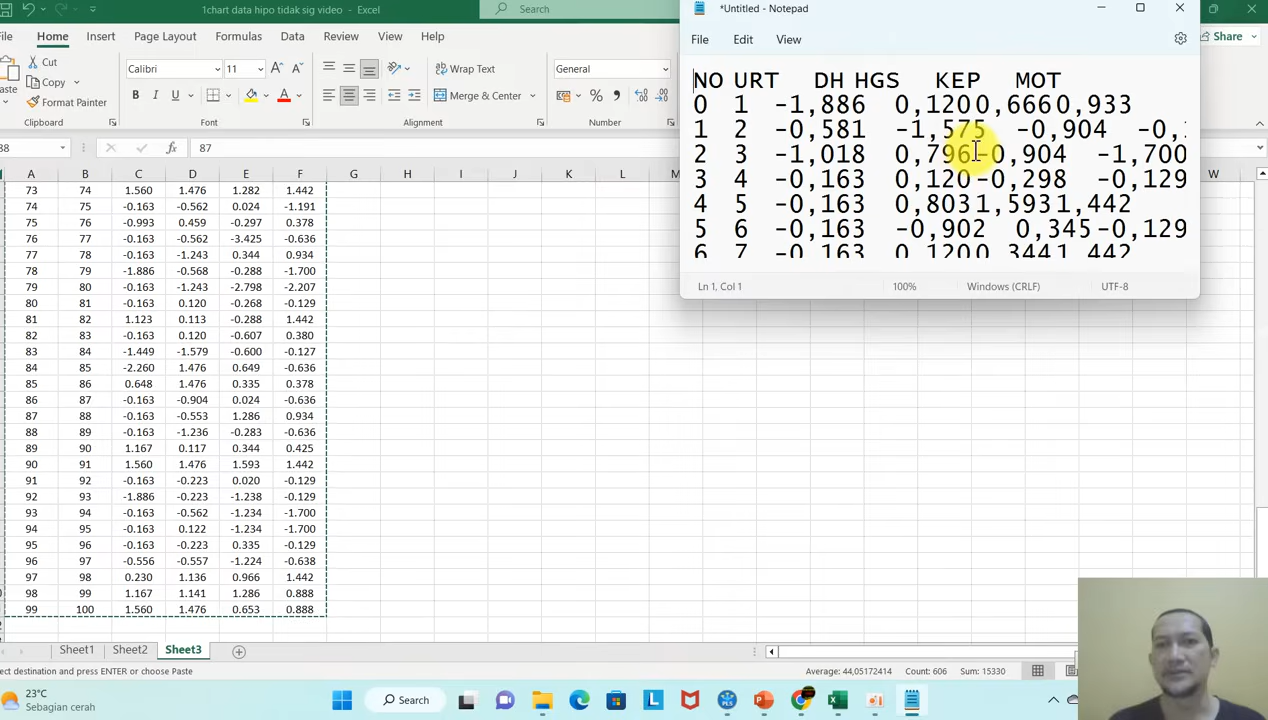 1chart data hipo tidak sig video - Excel
Search
Home Insert Page Layout Formulas Data Review View Help
Share
Cut
Copy
Format Painter
Calibri 11
B I U
Wrap Text
Merge & Center
General
Font
Alignment
Number
87
A B C D E F G H I J K L M W
73 74 1.560 1.476 1.282 1.442
74 75 -0.163 -0.562 0.024 -1.191
75 76 -0.993 0.459 -0.297 0.378
76 77 -0.163 -0.562 -3.425 -0.636
77 78 -0.163 -1.243 0.344 0.934
78 79 -1.886 -0.568 -0.288 -1.700
79 80 -0.163 -1.243 -2.798 -2.207
80 81 -0.163 0.120 -0.268 -0.129
81 82 1.123 0.113 -0.288 1.442
82 83 -0.163 0.120 -0.607 0.380
83 84 -1.449 -1.579 -0.600 -0.127
84 85 -2.260 1.476 0.649 -0.636
85 86 0.648 1.476 0.335 0.378
86 87 -0.163 -0.904 0.024 -0.636
87 88 -0.163 -0.553 1.286 0.934
88 89 -0.163 -1.236 -0.283 -0.636
89 90 1.167 0.117 0.344 0.425
90 91 1.560 1.476 1.593 1.442
91 92 -0.163 -0.223 0.020 -0.129
92 93 -1.886 -0.223 -1.238 -0.129
93 94 -0.163 -0.562 -1.234 -1.700
94 95 -0.163 0.122 -1.234 -1.700
95 96 -0.163 -0.223 0.335 -0.129
96 97 -0.556 -0.557 -1.224 -0.638
97 98 0.230 1.136 0.966 1.442
98 99 1.167 1.141 1.286 0.888
99 100 1.560 1.476 0.653 0.888
*Untitled - Notepad
File Edit View
NO URT DH HGS KEP MOT
0 1 -1,886 0,1200,6660,933
1 2 -0,581 -1,575 -0,904
2 3 -1,018 0,796-0,904 -1,700
3 4 -0,163 0,120-0,298 -0,129
4 5 -0,163 0,8031,5931,442
5 6 -0,163 -0,902 0,345-0,129
6 7 -0,163 0,1200,3441,442
Ln 1, Col 1 100% Windows (CRLF) UTF-8
Sheet1 Sheet2 Sheet3
Average: 44,05172414 Count: 606 Sum: 15330
23°C
Sebagian cerah
Search